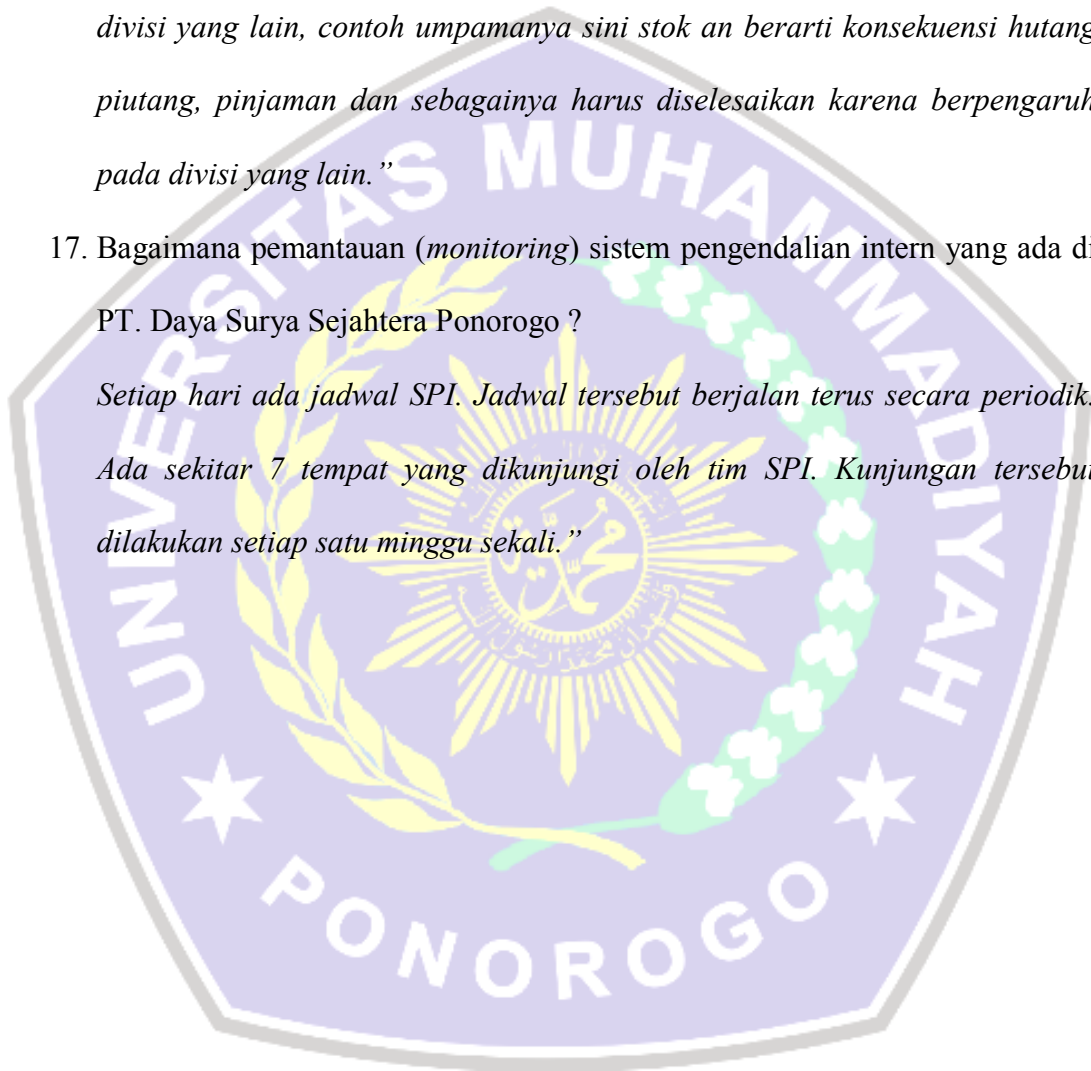 divisi yang lain, contoh umpamanya sini stok an berarti konsekuensi hutang
piutang, pinjaman dan sebagainya harus diselesaikan karena berpengaruh
pada divisi yang lain.”
17. Bagaimana pemantauan (monitoring) sistem pengendalian intern yang ada di
PT. Daya Surya Sejahtera Ponorogo ?
Setiap hari ada jadwal SPI. Jadwal tersebut berjalan terus secara periodik.
Ada sekitar 7 tempat yang dikunjungi oleh tim SPI. Kunjungan tersebut
dilakukan setiap satu minggu sekali.”
UNIVERSITAS MUHAMMADIYAH
PONOROGO
محمدية